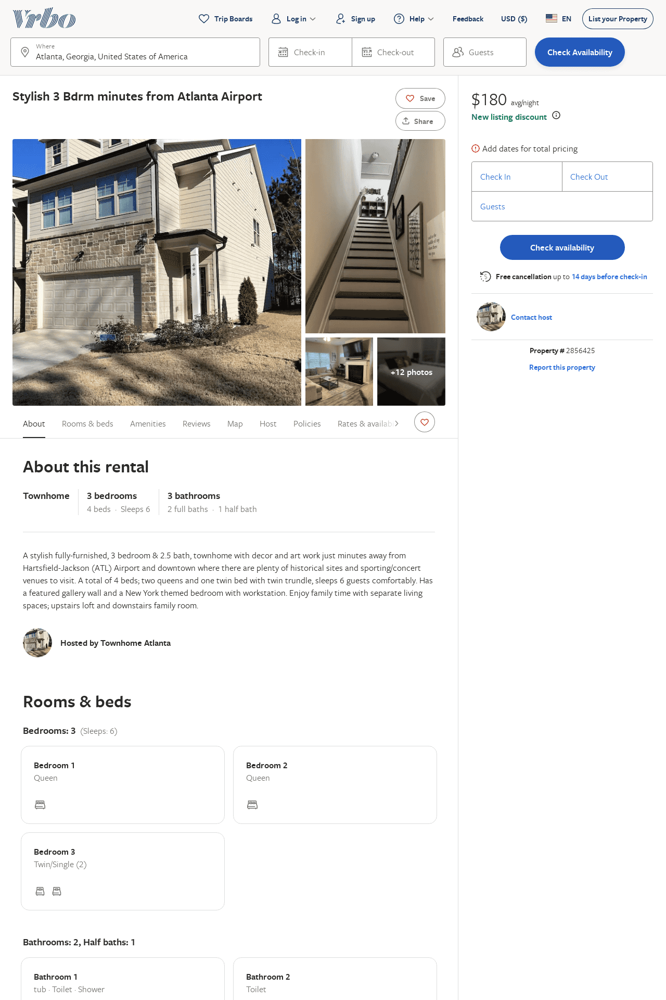 Vrbo
Trip Boards
Log in
Sign up
Help
Feedback
USD ($)
EN
List your Property
Where
Atlanta, Georgia, United States of America
Check-in
Check-out
Guests
Check Availability
Stylish 3 Bdrm minutes from Atlanta Airport
Save
Share
496
+12 photos
$180 avg/night
New listing discount
Add dates for total pricing
Check In
Check Out
Guests
Check availability
Free cancellation up to 14 days before check-in
Contact host
Property # 2856425
Report this property
About
Rooms & beds
Amenities
Reviews
Map
Host
Policies
Rates & availab
About this rental
Townhome
3 bedrooms
4 beds · Sleeps 6
3 bathrooms
2 full baths · 1 half bath
A stylish fully-furnished, 3 bedroom & 2.5 bath, townhome with decor and art work just minutes away from
Hartsfield-Jackson (ATL) Airport and downtown where there are plenty of historical sites and sporting/concert
venues to visit. A total of 4 beds; two queens and one twin bed with twin trundle, sleeps 6 guests comfortably. Has
a featured gallery wall and a New York themed bedroom with workstation. Enjoy family time with separate living
spaces; upstairs loft and downstairs family room.
Hosted by Townhome Atlanta
Rooms & beds
Bedrooms: 3 (Sleeps: 6)
Bedroom 1
Queen
Bedroom 2
Queen
Bedroom 3
Twin/Single (2)
Bathrooms: 2, Half baths: 1
Bathroom 1
tub · Toilet · Shower
Bathroom 2
Toilet